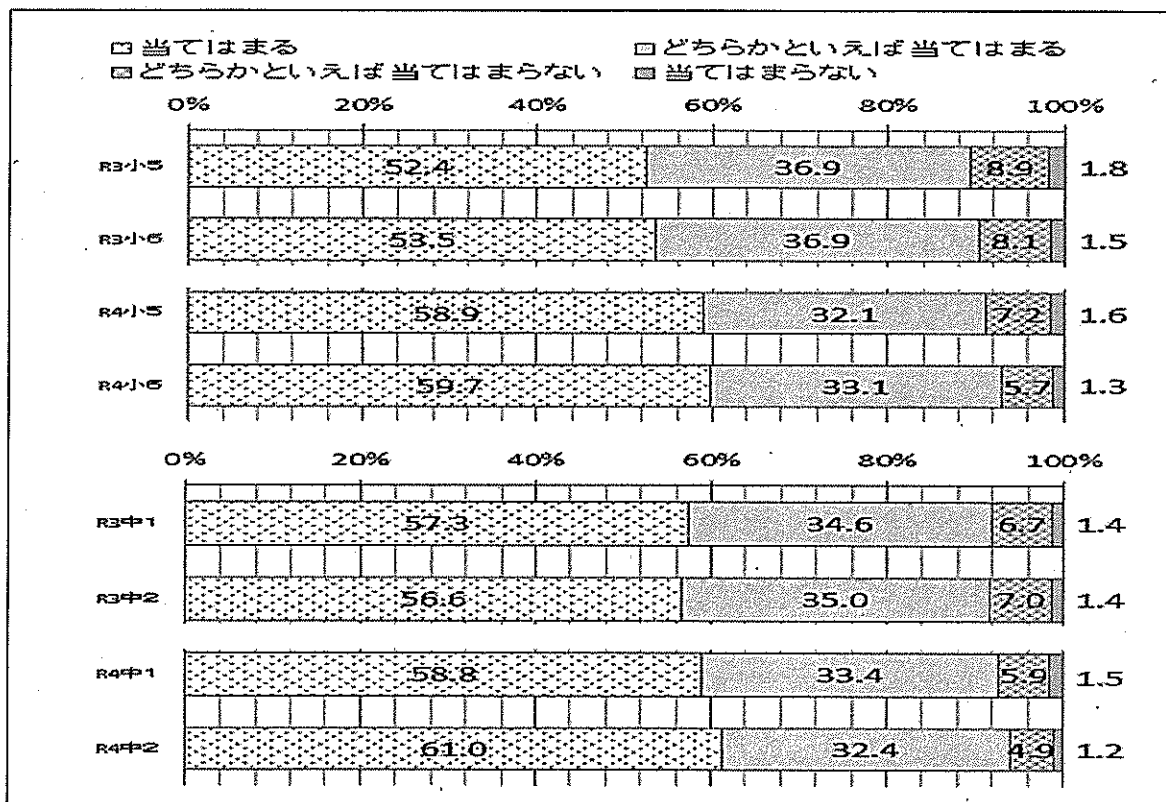 当てはまる どちらかといえば当てはまる
どちらかといえば当てはまらない 当てはまらない
0% 20% 40% 60% 80% 100%
R3小5 52.4 36.9 8.9 1.8
R3小6 53.5 36.9 8.1 1.5
R4小5 58.9 32.1 7.2 1.6
R4小6 59.7 33.1 5.7 1.3
0% 20% 40% 60% 80% 100%
R3中1 57.3 34.6 6.7 1.4
R3中2 56.6 35.0 7.0 1.4
R4中1 58.8 33.4 5.9 1.5
R4中2 61.0 32.4 4.9 1.2